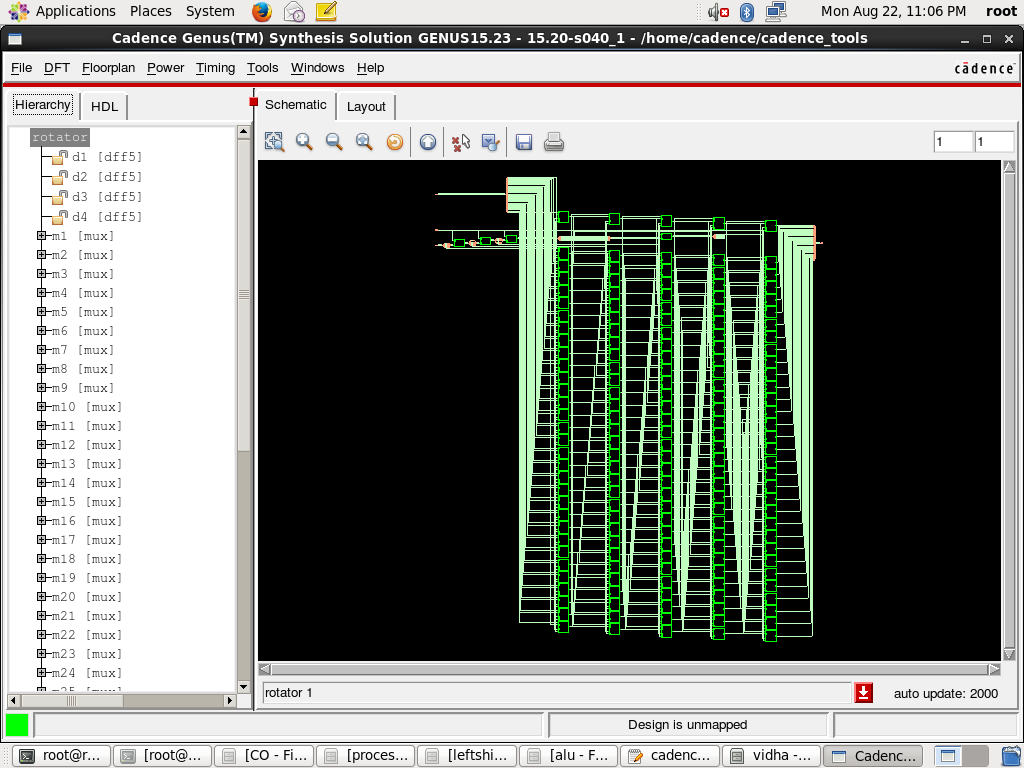 Applications Places System Mon Aug 22, 11:06 PM root
Cadence Genus(TM) Synthesis Solution GENUS15.23 - 15.20-s040_1 - /home/cadence/cadence_tools
File DFT Floorplan Power Timing Tools Windows Help cādence
Hierarchy HDL
Schematic Layout
1 1
rotator
d1 [dff5]
d2 [dff5]
d3 [dff5]
d4 [dff5]
m1 [mux]
m2 [mux]
m3 [mux]
m4 [mux]
m5 [mux]
m6 [mux]
m7 [mux]
m8 [mux]
m9 [mux]
m10 [mux]
m11 [mux]
m12 [mux]
m13 [mux]
m14 [mux]
m15 [mux]
m16 [mux]
m17 [mux]
m18 [mux]
m19 [mux]
m20 [mux]
m21 [mux]
m22 [mux]
m23 [mux]
m24 [mux]
m25 [mux]
rotator 1 auto update: 2000
Design is unmapped
root@r... [root@... [CO - Fi... [proces... [leftshi... [alu - F... cadenc... vidha -... Cadenc...